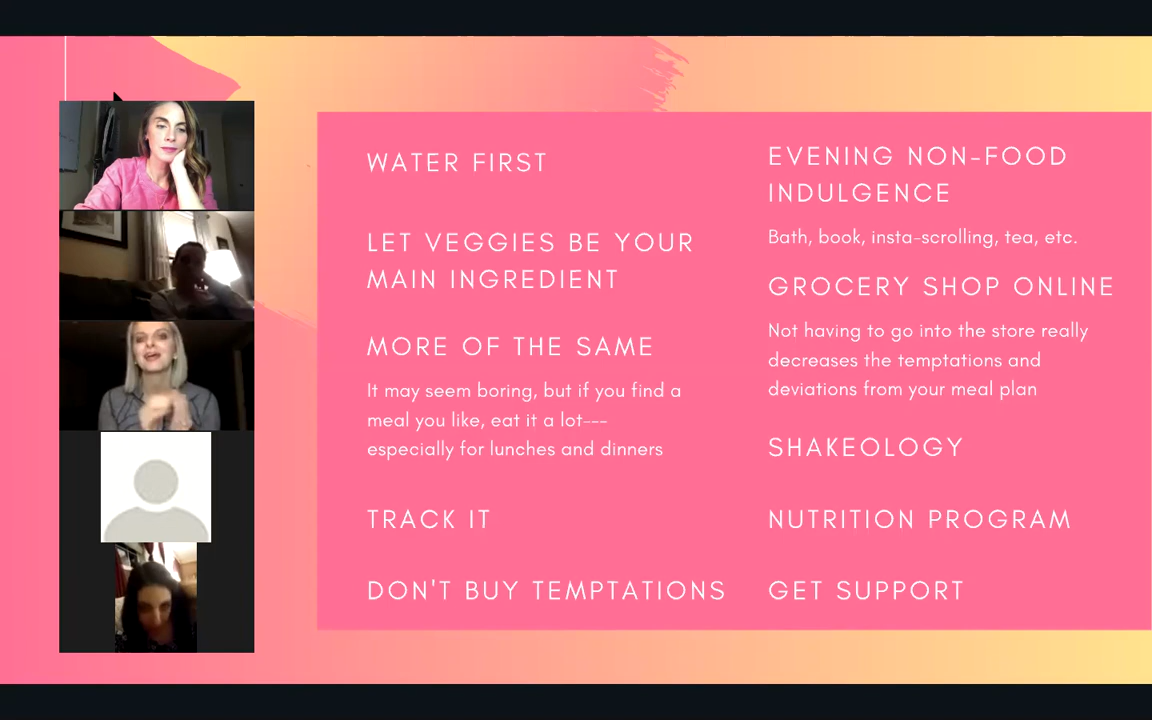 WATER FIRST
LET VEGGIES BE YOUR
MAIN INGREDIENT
MORE OF THE SAME
It may seem boring, but if you find a
meal you like, eat it a lot---
especially for lunches and dinners
TRACK IT
DON'T BUY TEMPTATIONS
EVENING NON-FOOD
INDULGENCE
Bath, book, insta-scrolling, tea, etc.
GROCERY SHOP ONLINE
Not having to go into the store really
decreases the temptations and
deviations from your meal plan
SHAKEOLOGY
NUTRITION PROGRAM
GET SUPPORT